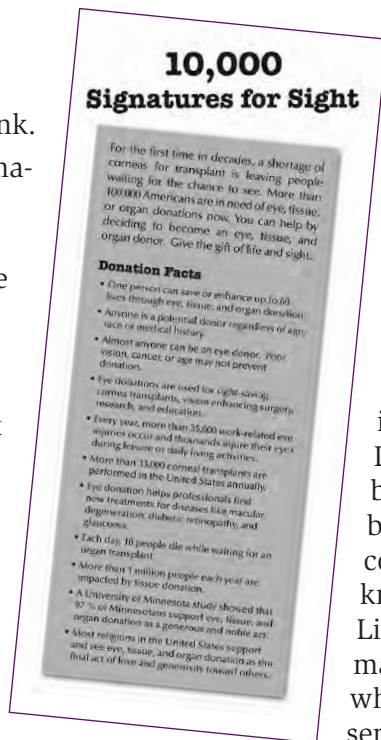 10,000
Signatures for Sight
For the first time in decades, a shortage of
corneas for transplant is leaving people
waiting for the chance to see. More than
100,000 Americans are in need of eye, tissue,
or organ donations now. You can help by
deciding to become an eye, tissue, and
organ donor. Give the gift of life and sight.
Donation Facts
• One person can save or enhance up to 60
lives through eye, tissue, and organ donation.
• Anyone is a potential donor regardless of age,
race or medical history.
• Almost anyone can be an eye donor. Poor
vision, cancer, or age may not prevent
donation.
• Eye donations are used for sight-saving
cornea transplants, vision enhancing surgery,
research, and education.
• Every year, more than 35,000 work-related eye
injuries occur and thousands injure their eyes
during leisure or daily living activities.
• More than 33,000 corneal transplants are
performed in the United States annually.
• Eye donation helps professionals find
new treatments for diseases like macular
degeneration, diabetic retinopathy, and
glaucoma.
• Each day, 18 people die while waiting for an
organ transplant.
• More than 1 million people each year are
impacted by tissue donation.
• A University of Minnesota study showed that
97 % of Minnesotans support eye, tissue, and
organ donation as a generous and noble act.
• Most religions in the United States support
and see eye, tissue, and organ donation as the
final act of love and generosity toward others.
nk.
na-
e
i
b
b
co
kn
Li
ma
wh
sen